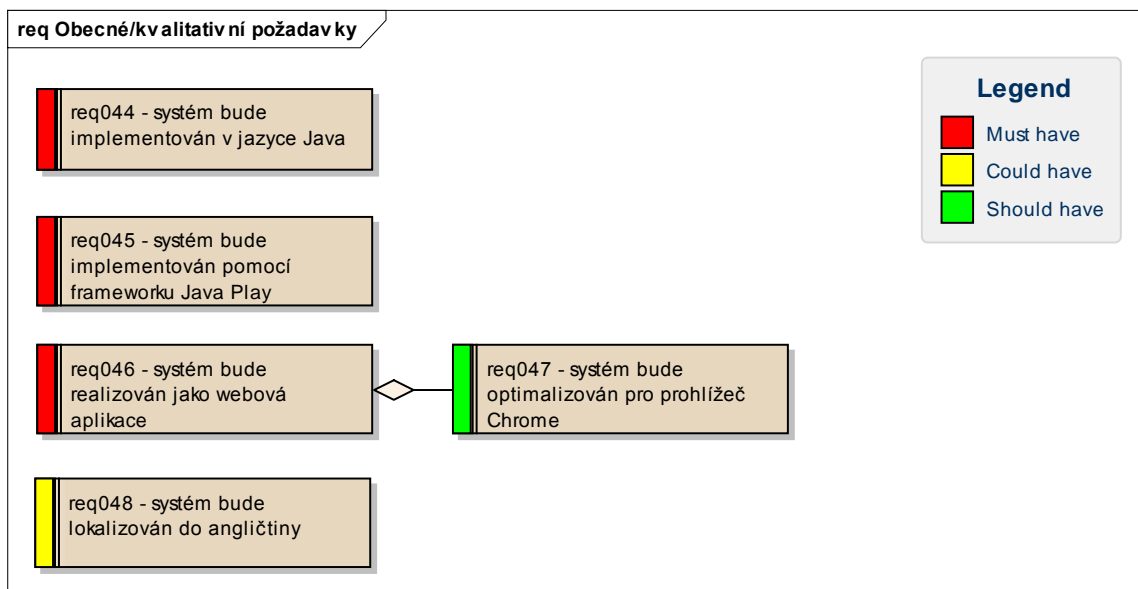 req Obecné/kvalitativní požadavky
req044 - systém bude
implementován v jazyce Java
req045 - systém bude
implementován pomocí
frameworku Java Play
req046 - systém bude
realizován jako webová
aplikace
req047 - systém bude
optimalizován pro prohlížeč
Chrome
req048 - systém bude
lokalizován do angličtiny
Legend
Must have
Could have
Should have